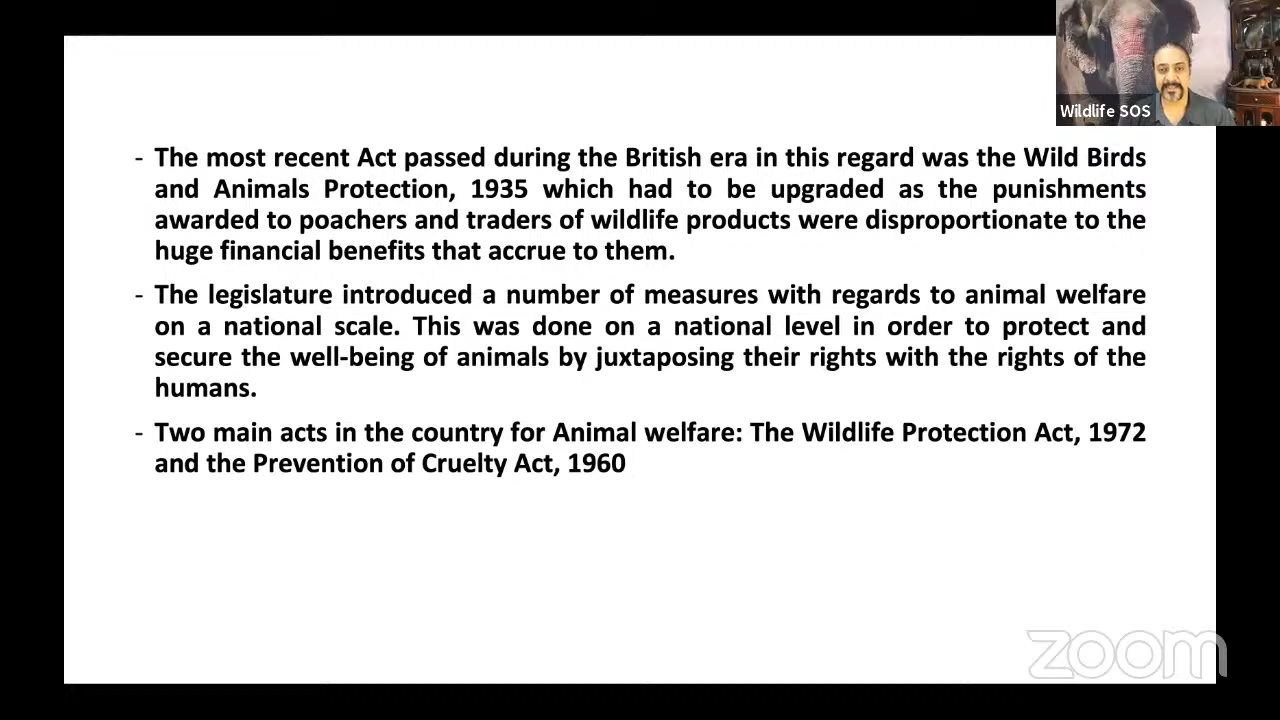 Wildlife SOS
- The most recent Act passed during the British era in this regard was the Wild Birds
and Animals Protection, 1935 which had to be upgraded as the punishments
awarded to poachers and traders of wildlife products were disproportionate to the
huge financial benefits that accrue to them.
- The legislature introduced a number of measures with regards to animal welfare
on a national scale. This was done on a national level in order to protect and
secure the well-being of animals by juxtaposing their rights with the rights of the
humans.
- Two main acts in the country for Animal welfare: The Wildlife Protection Act, 1972
and the Prevention of Cruelty Act, 1960
zoom